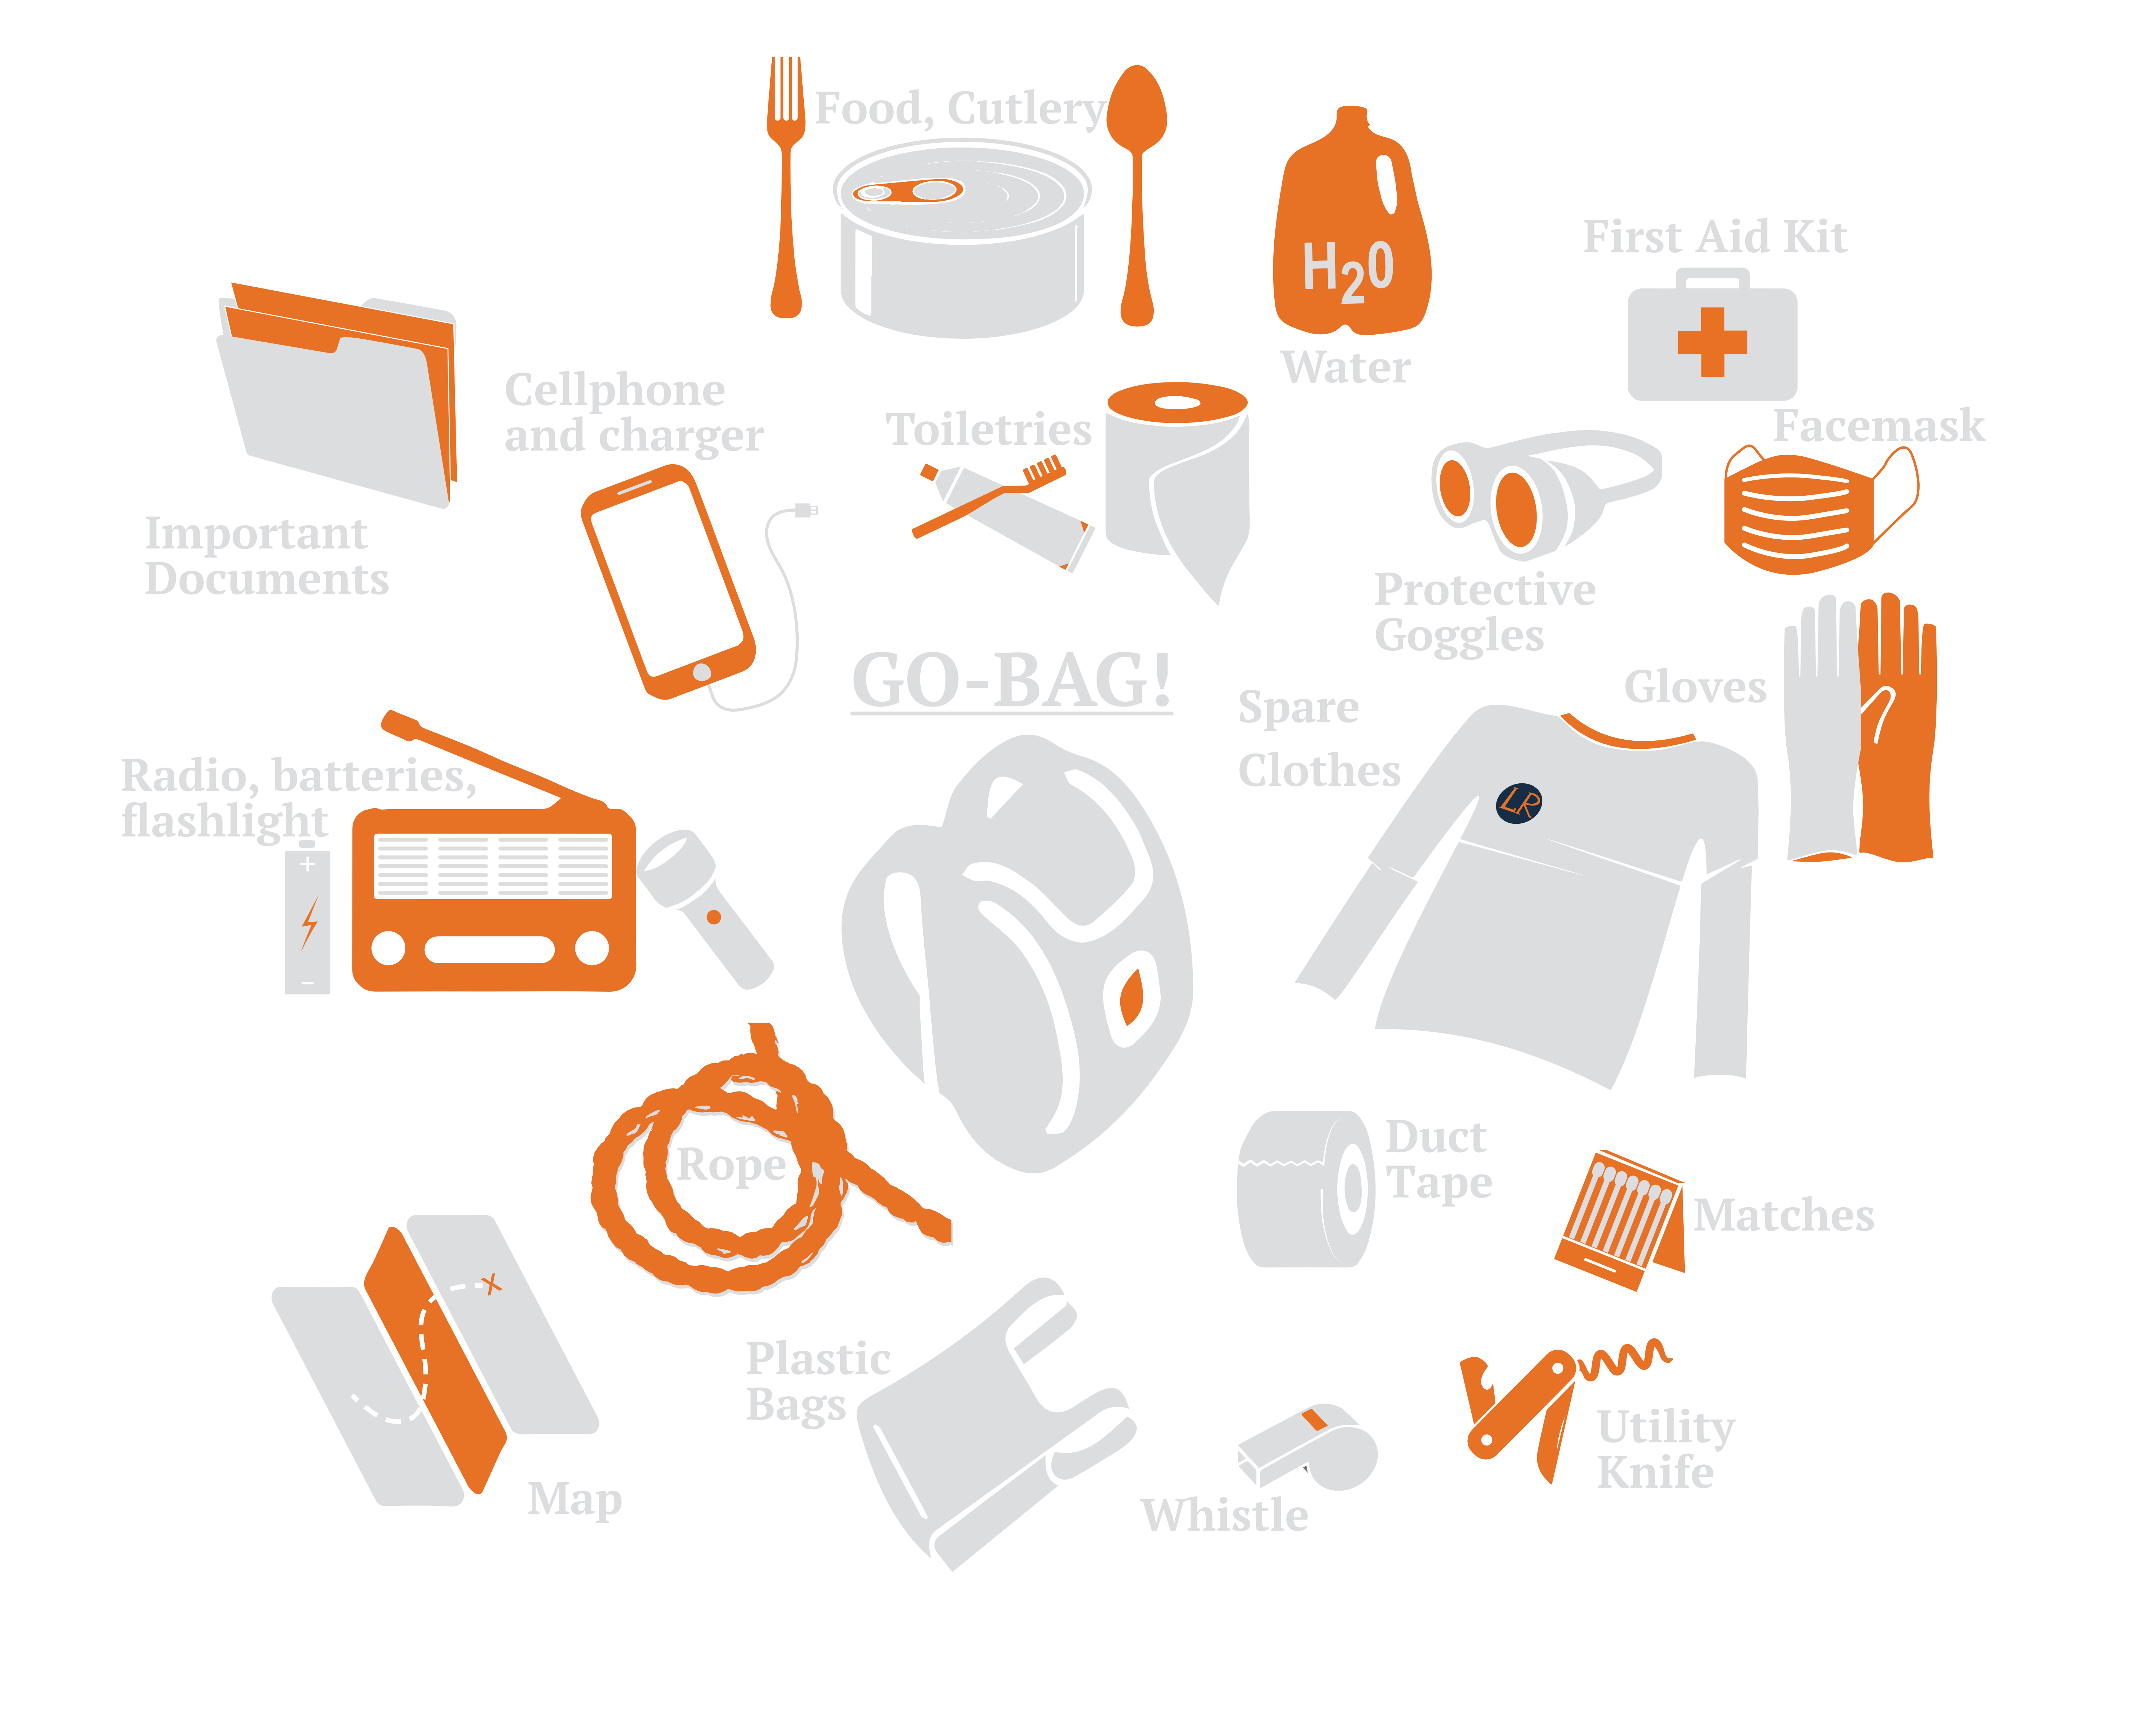 Food, Cutlery
H2O
Water
First Aid Kit
Facemask
Important
Documents
Cellphone
and charger
Toiletries
Protective
Goggles
Gloves
GO-BAG!
Spare
Clothes
LR
Radio, batteries,
flashlight
Rope
Duct
Tape
Matches
Plastic
Bags
Utility
Knife
Map
Whistle